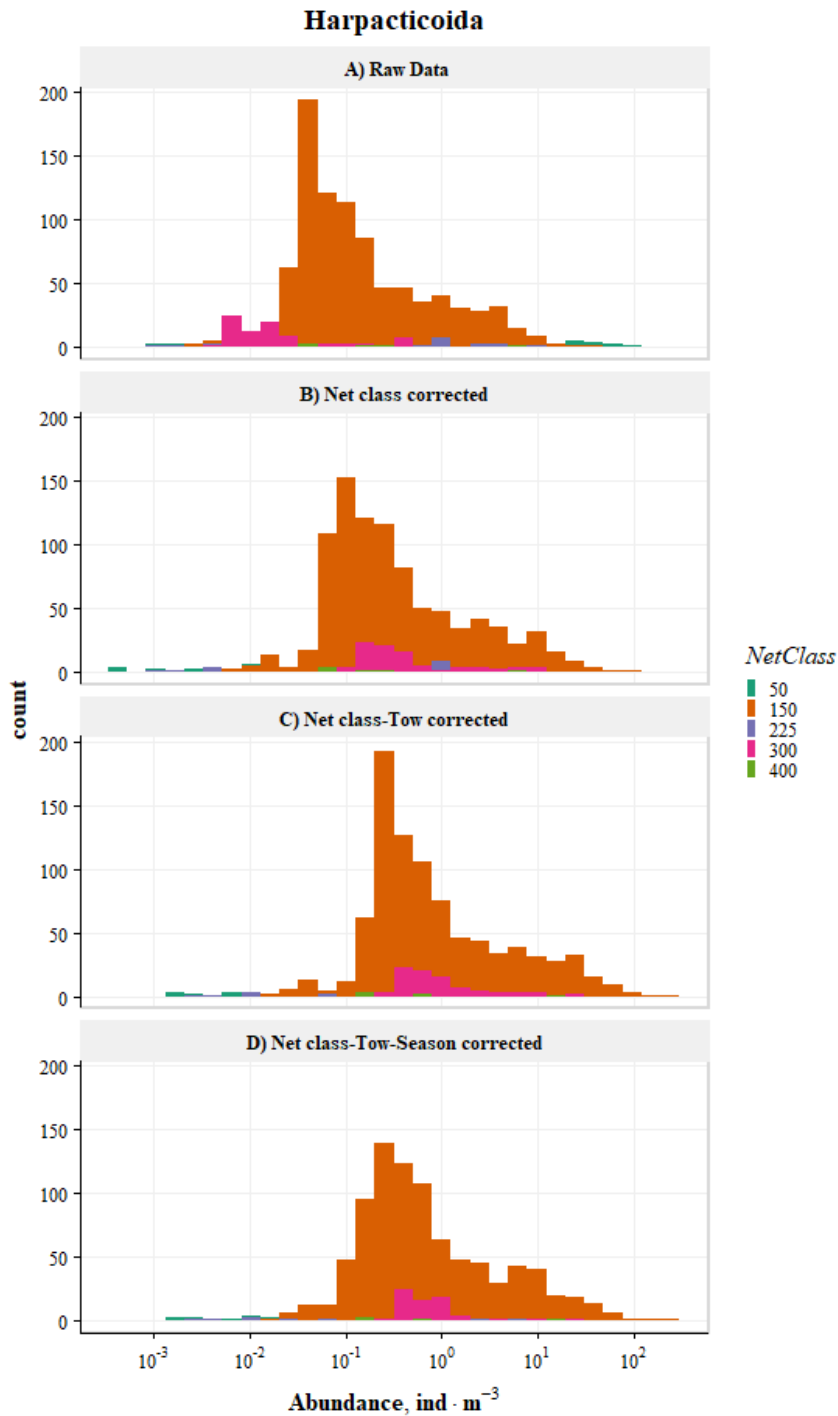 Harpacticoida
A) Raw Data
200
150
100
50
0
B) Net class corrected
200
150
100
50
0
C) Net class-Tow corrected
200
150
100
50
0
D) Net class-Tow-Season corrected
200
150
100
50
0
count
10⁻³ 10⁻² 10⁻¹ 10⁰ 10¹ 10²
Abundance, ind · m⁻³
NetClass
50
150
225
300
400